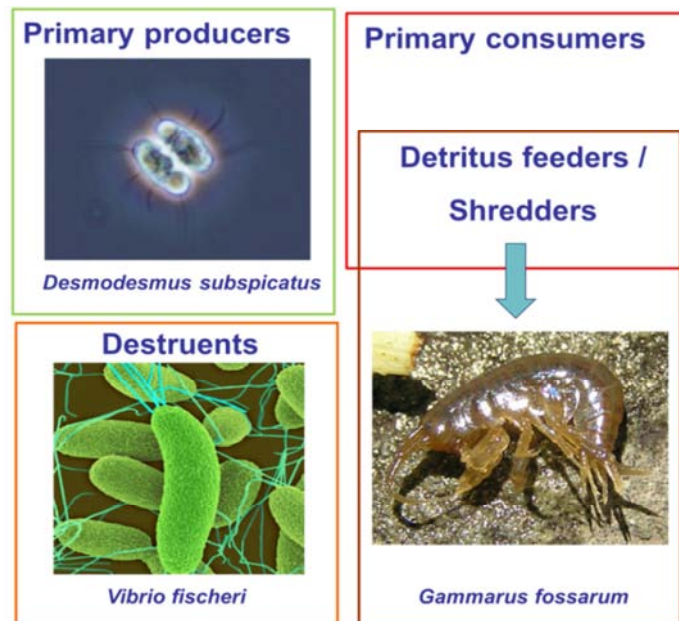 Primary producers
Desmodesmus subspicatus
Primary consumers
Detritus feeders /
Shredders
Gammarus fossarum
Destruents
Vibrio fischeri